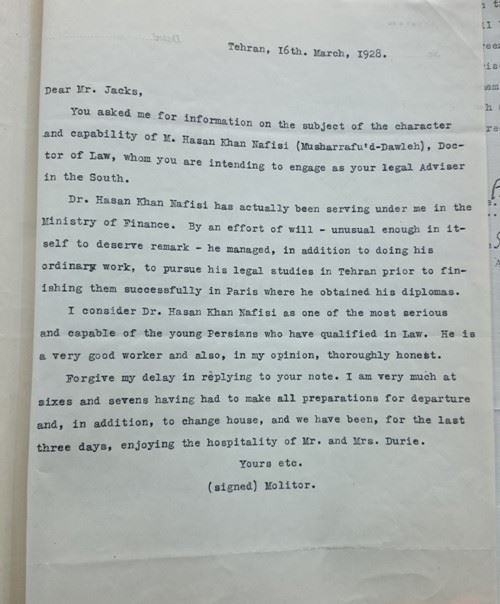 Tehran, 16th. March, 1928.
Dear Mr. Jacks,
You asked me for information on the subject of the character
and capability of M. Hasan Khan Nafisi (Musharrafu'd-Dawleh), Doc-
tor of Law, whom you are intending to engage as your legal Adviser
in the South.
Dr. Hasan Khan Nafisi has actually been serving under me in the
Ministry of Finance. By an effort of will - unusual enough in it-
self to deserve remark - he managed, in addition to doing his
ordinary work, to pursue his legal studies in Tehran prior to fin-
ishing them successfully in Paris where he obtained his diplomas.
I consider Dr. Hasan Khan Nafisi as one of the most serious
and capable of the young Persians who have qualified in Law. He is
a very good worker and also, in my opinion, thoroughly honest.
Forgive my delay in replying to your note. I am very much at
sixes and sevens having had to make all preparations for departure
and, in addition, to change house, and we have been, for the last
three days, enjoying the hospitality of Mr. and Mrs. Durie.
Yours etc.
(signed) Molitor.